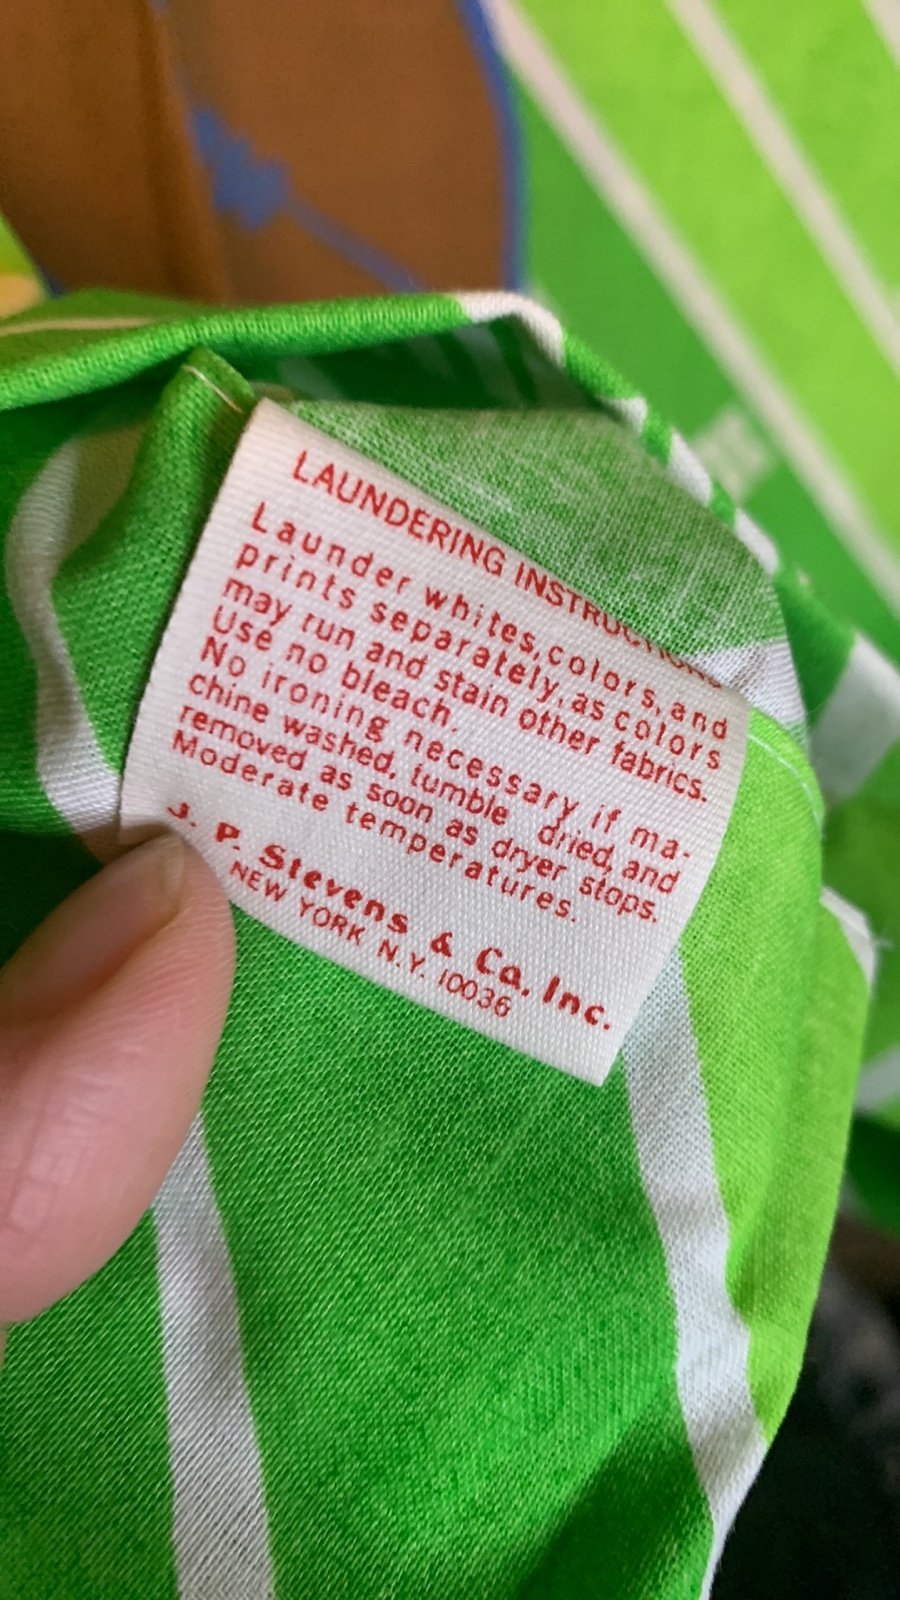 LAUNDERING INSTRUCTIONS
Launder whites, colors, and
prints separately, as colors
may run and stain other fabrics.
Use no bleach.
No ironing necessary if ma-
chine washed, tumble dried, and
removed as soon as dryer stops.
Moderate temperatures.
J. P. Stevens & Co. Inc.
NEW YORK N.Y. 10036